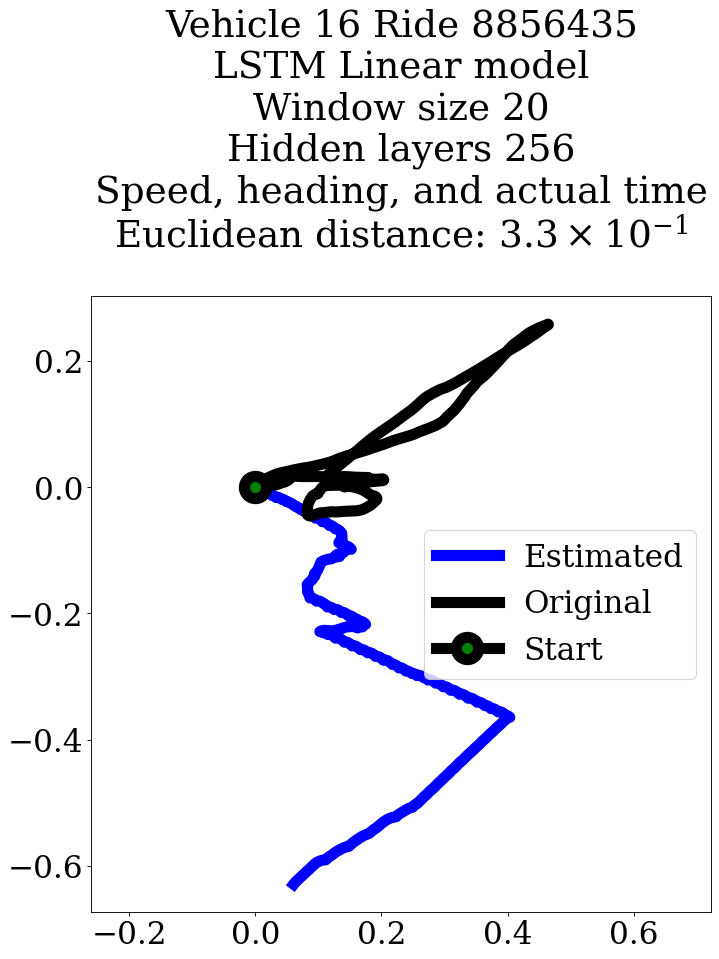 Vehicle 16 Ride 8856435
LSTM Linear model
Window size 20
Hidden layers 256
Speed, heading, and actual time
Euclidean distance: 3.3 × 10⁻¹
0.2
0.0
−0.2
−0.4
−0.6
Estimated
Original
Start
−0.2 0.0 0.2 0.4 0.6